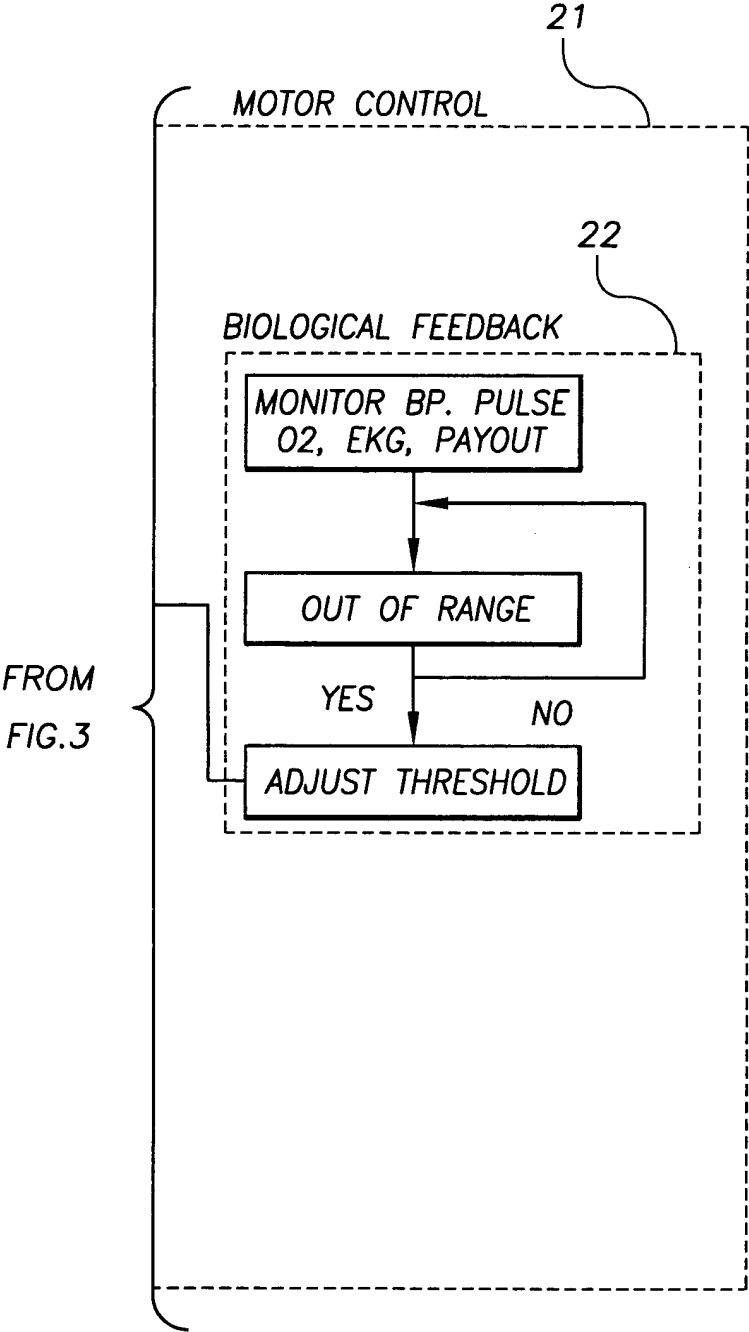 21
MOTOR CONTROL
22
BIOLOGICAL FEEDBACK
MONITOR BP. PULSE
O2, EKG, PAYOUT
OUT OF RANGE
FROM
FIG.3
YES
NO
ADJUST THRESHOLD